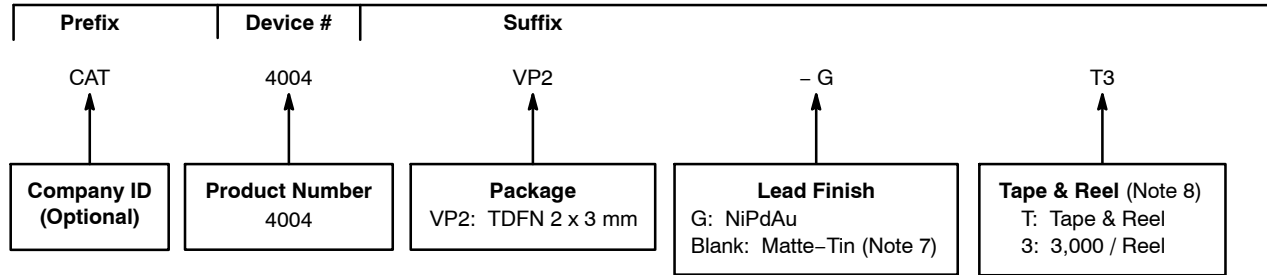 Prefix Device # Suffix
CAT 4004 VP2 – G T3
Company ID
(Optional)
Product Number
4004
Package
VP2: TDFN 2 x 3 mm
Lead Finish
G: NiPdAu
Blank: Matte−Tin (Note 7)
Tape & Reel (Note 8)
T: Tape & Reel
3: 3,000 / Reel